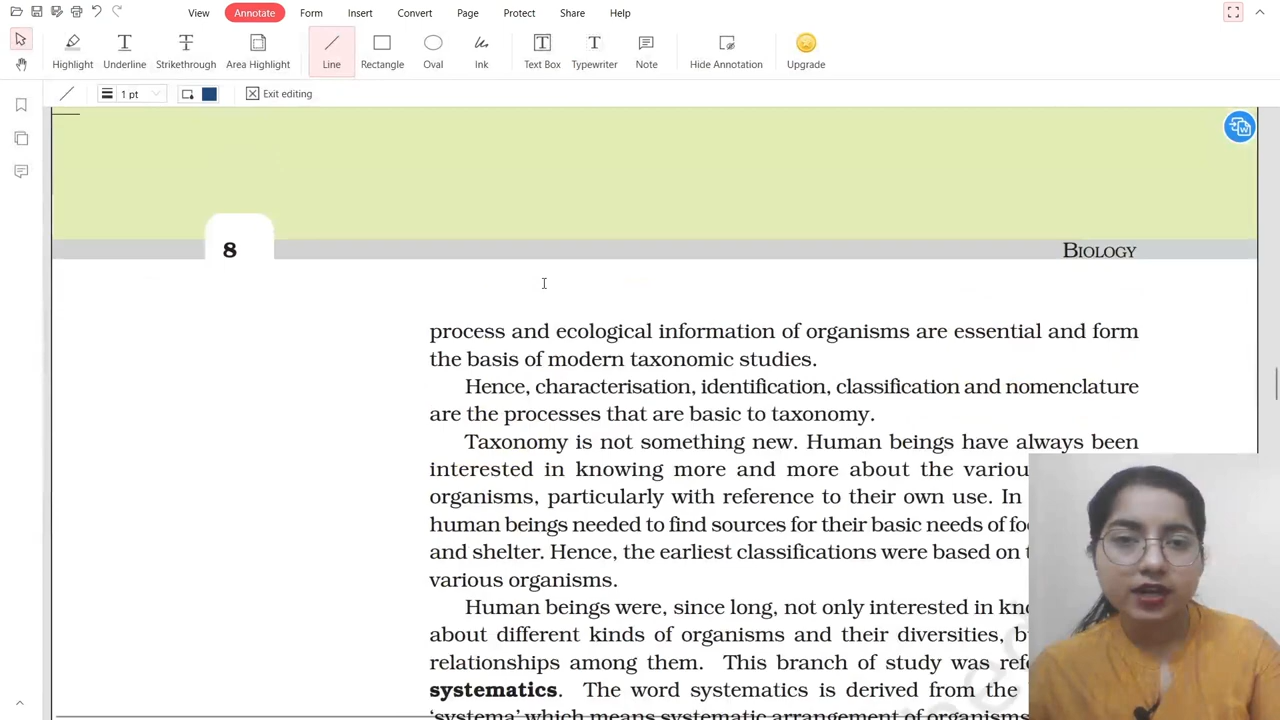 View Annotate Form Insert Convert Page Protect Share Help
Highlight Underline Strikethrough Area Highlight Line Rectangle Oval Ink Text Box Typewriter Note Hide Annotation Upgrade
1 pt Exit editing
8 BIOLOGY
process and ecological information of organisms are essential and form
the basis of modern taxonomic studies.
Hence, characterisation, identification, classification and nomenclature
are the processes that are basic to taxonomy.
Taxonomy is not something new. Human beings have always been
interested in knowing more and more about the
organisms, particularly with reference to their own use. In
human beings needed to find sources for their basic needs of
and shelter. Hence, the earliest classifications were based on
various organisms.
Human beings were, since long, not only interested in
about different kinds of organisms and their diversities,
relationships among them. This branch of study was
systematics. The word systematics is derived from the
'systema' which means systematic arrangement of organisms